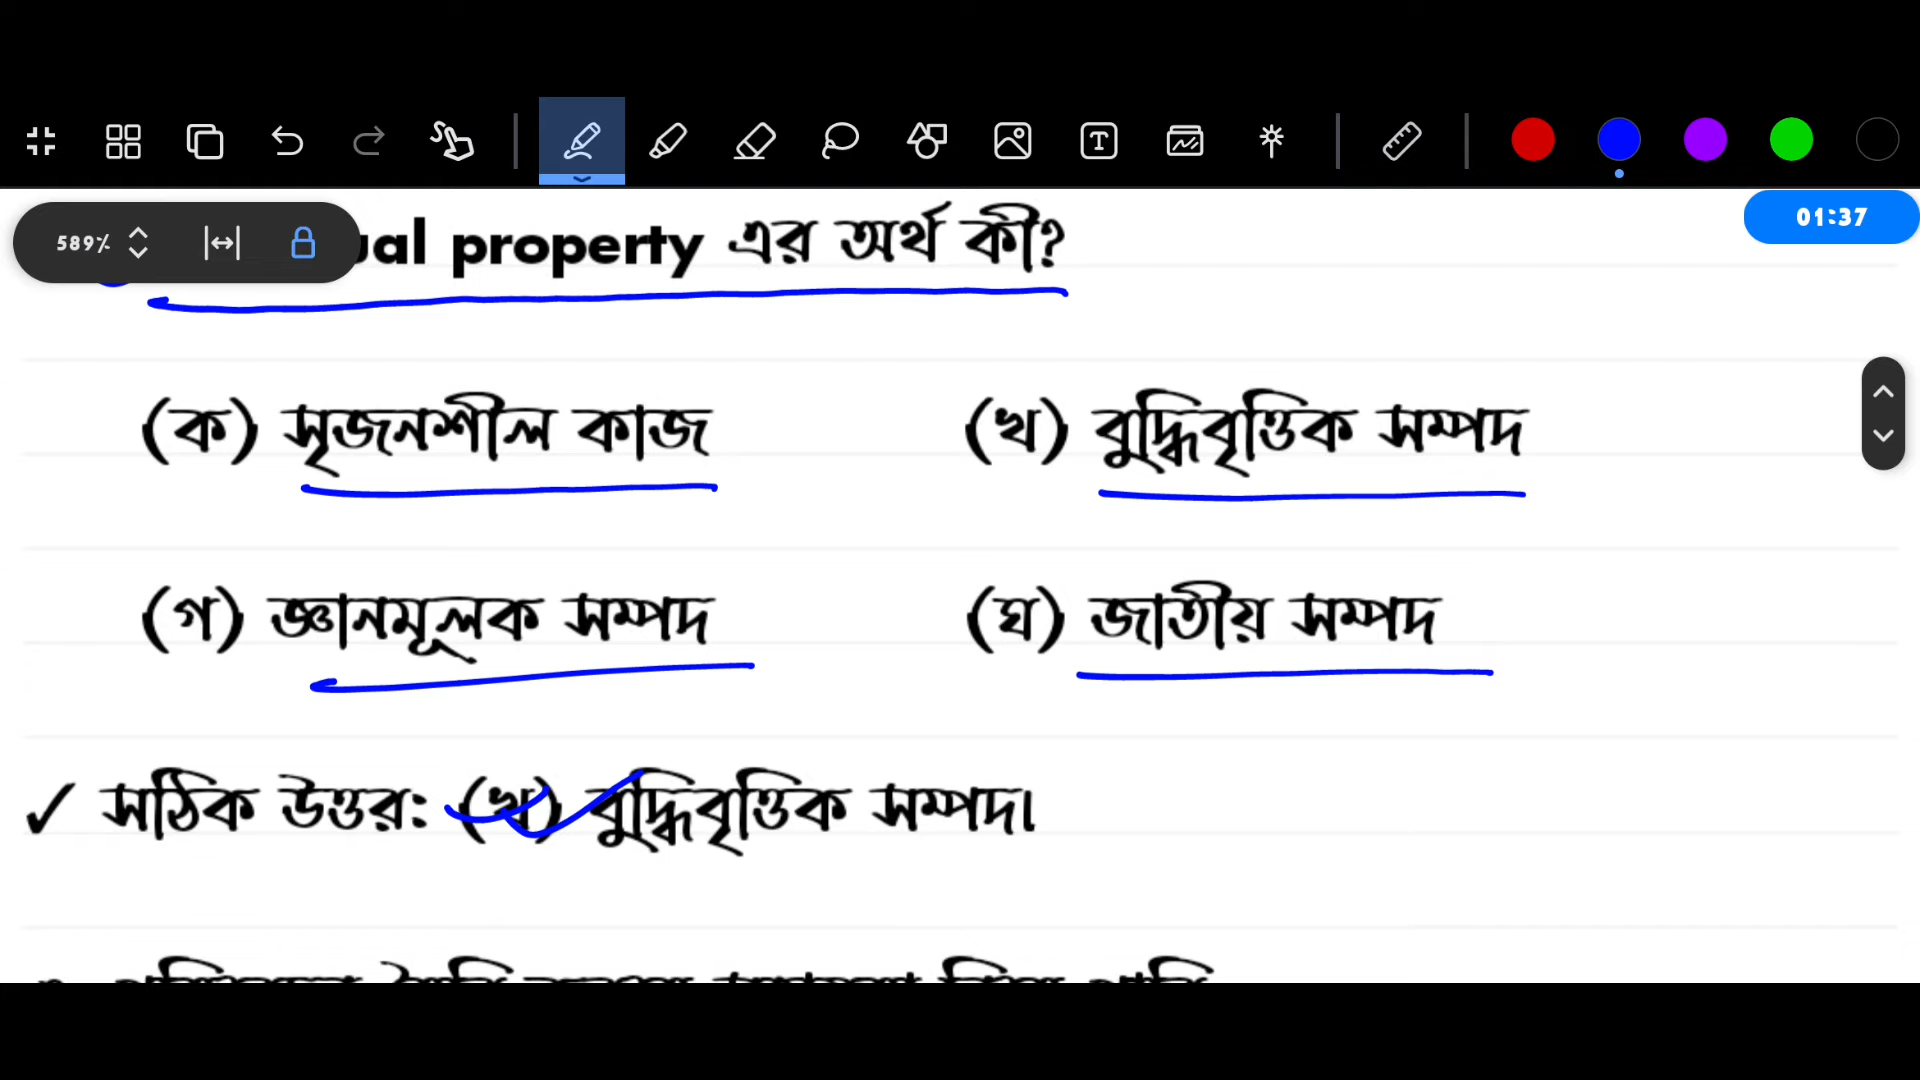 589%
01:37
ual property এর অর্থ কী?
(ক) সৃজনশীল কাজ (খ) বুদ্ধিবৃত্তিক সম্পদ
(গ) জ্ঞানমূলক সম্পদ (ঘ) জাতীয় সম্পদ
✓ সঠিক উত্তর: (খ) বুদ্ধিবৃত্তিক সম্পদ।